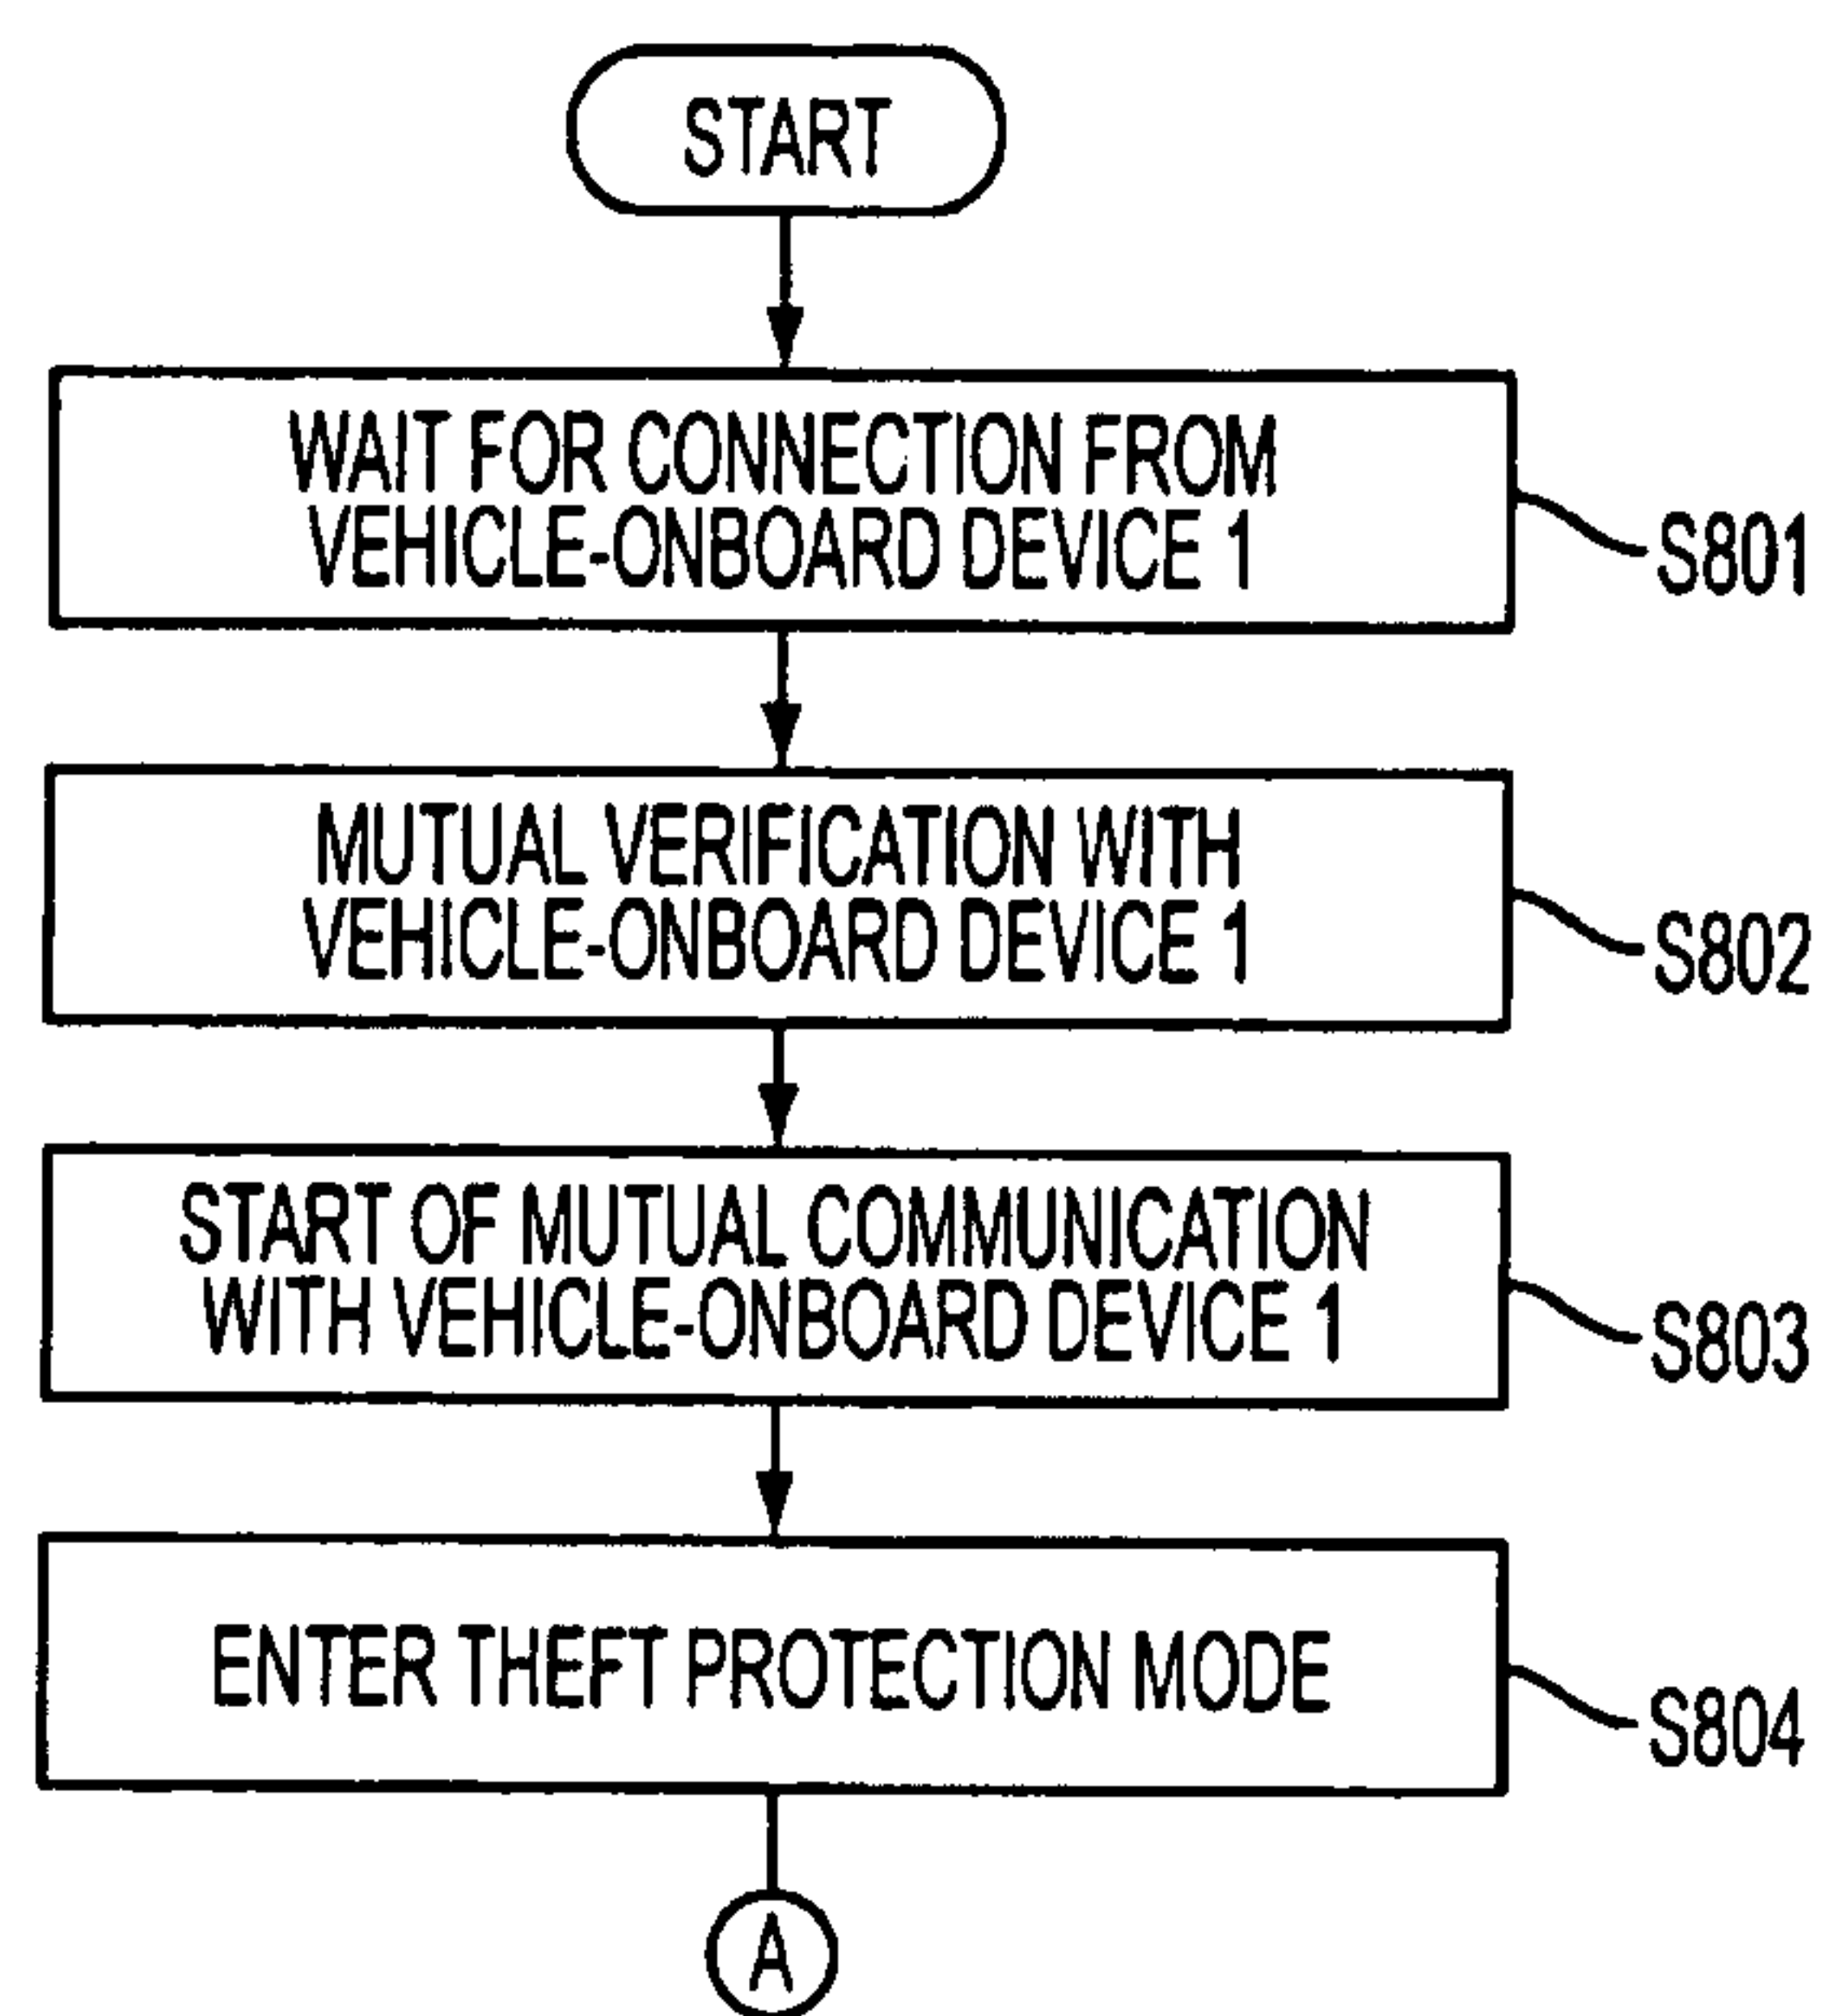 START
WAIT FOR CONNECTION FROM
VEHICLE-ONBOARD DEVICE 1
S801
MUTUAL VERIFICATION WITH
VEHICLE-ONBOARD DEVICE 1
S802
START OF MUTUAL COMMUNICATION
WITH VEHICLE-ONBOARD DEVICE 1
S803
ENTER THEFT PROTECTION MODE
S804
A